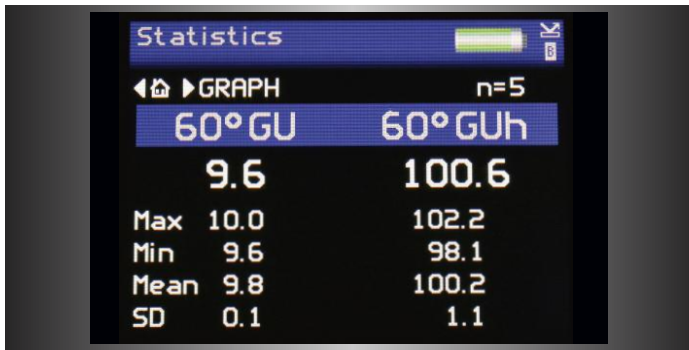 Statistics
B
GRAPH n=5
60°GU 60°GUh
9.6 100.6
Max 10.0 102.2
Min 9.6 98.1
Mean 9.8 100.2
SD 0.1 1.1